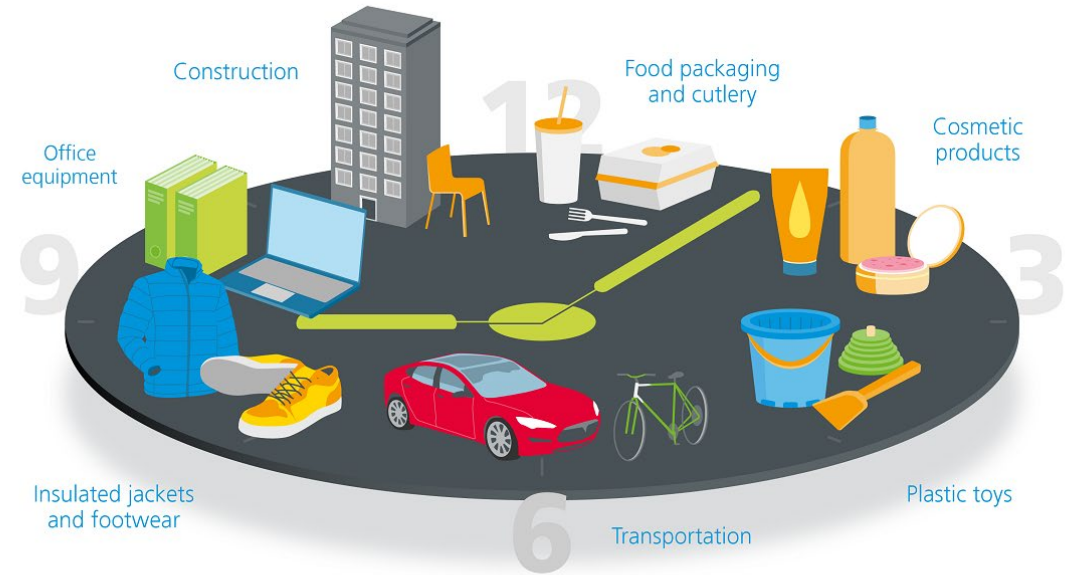 Construction
12
Food packaging
and cutlery
Cosmetic
products
Office
equipment
9
3
Insulated jackets
and footwear
6
Transportation
Plastic toys